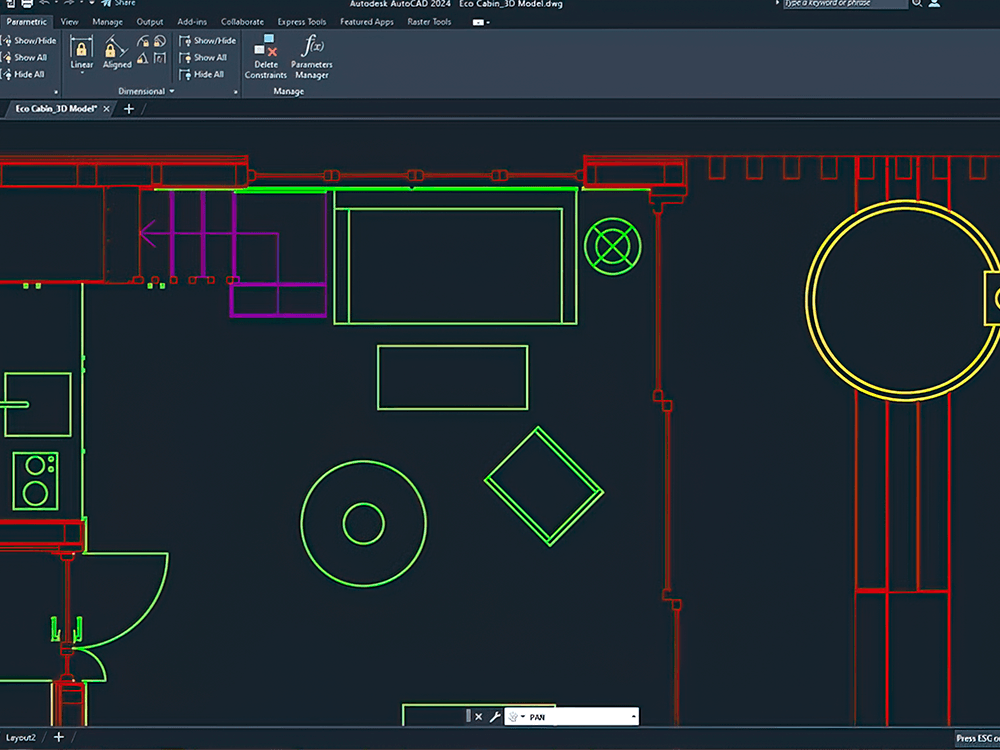 Share
Autodesk AutoCAD 2024 Eco Cabin_3D Model.dwg
Type a keyword or phrase
Parametric View Manage Output Add-ins Collaborate Express Tools Featured Apps Raster Tools
Show/Hide
Show All
Hide All
Linear
Aligned
Show/Hide
Show All
Hide All
Dimensional
Delete
Constraints
f(x)
Parameters
Manager
Manage
Eco Cabin_3D Model*
PAN
Layout2
Press ESC o